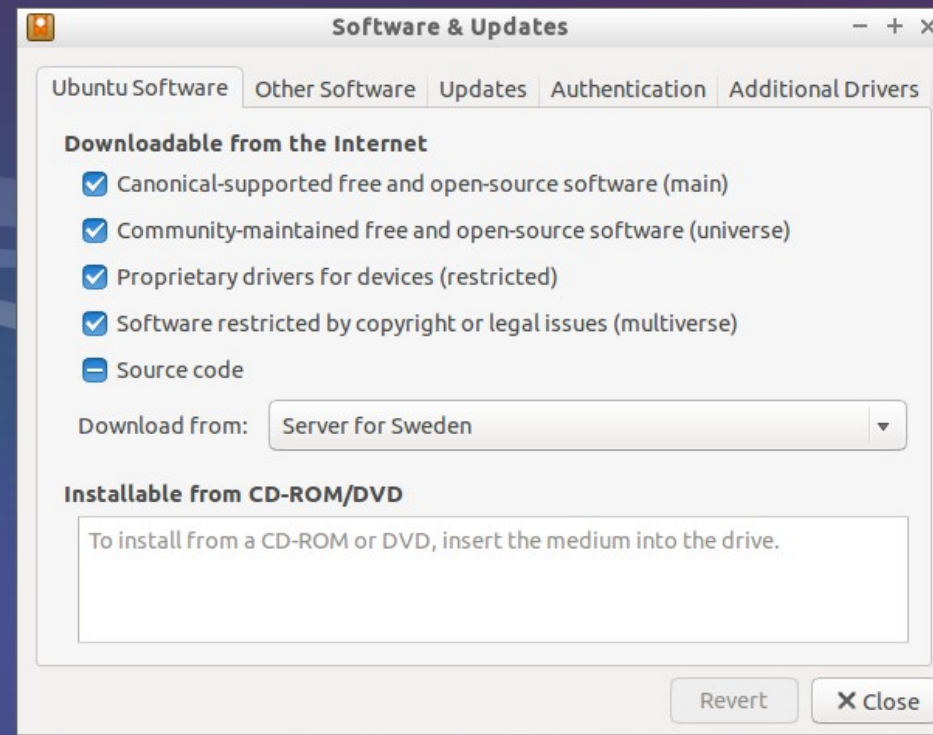 Software & Updates
Ubuntu Software Other Software Updates Authentication Additional Drivers
Downloadable from the Internet
Canonical-supported free and open-source software (main)
Community-maintained free and open-source software (universe)
Proprietary drivers for devices (restricted)
Software restricted by copyright or legal issues (multiverse)
Source code
Download from: Server for Sweden
Installable from CD-ROM/DVD
To install from a CD-ROM or DVD, insert the medium into the drive.
Revert Close